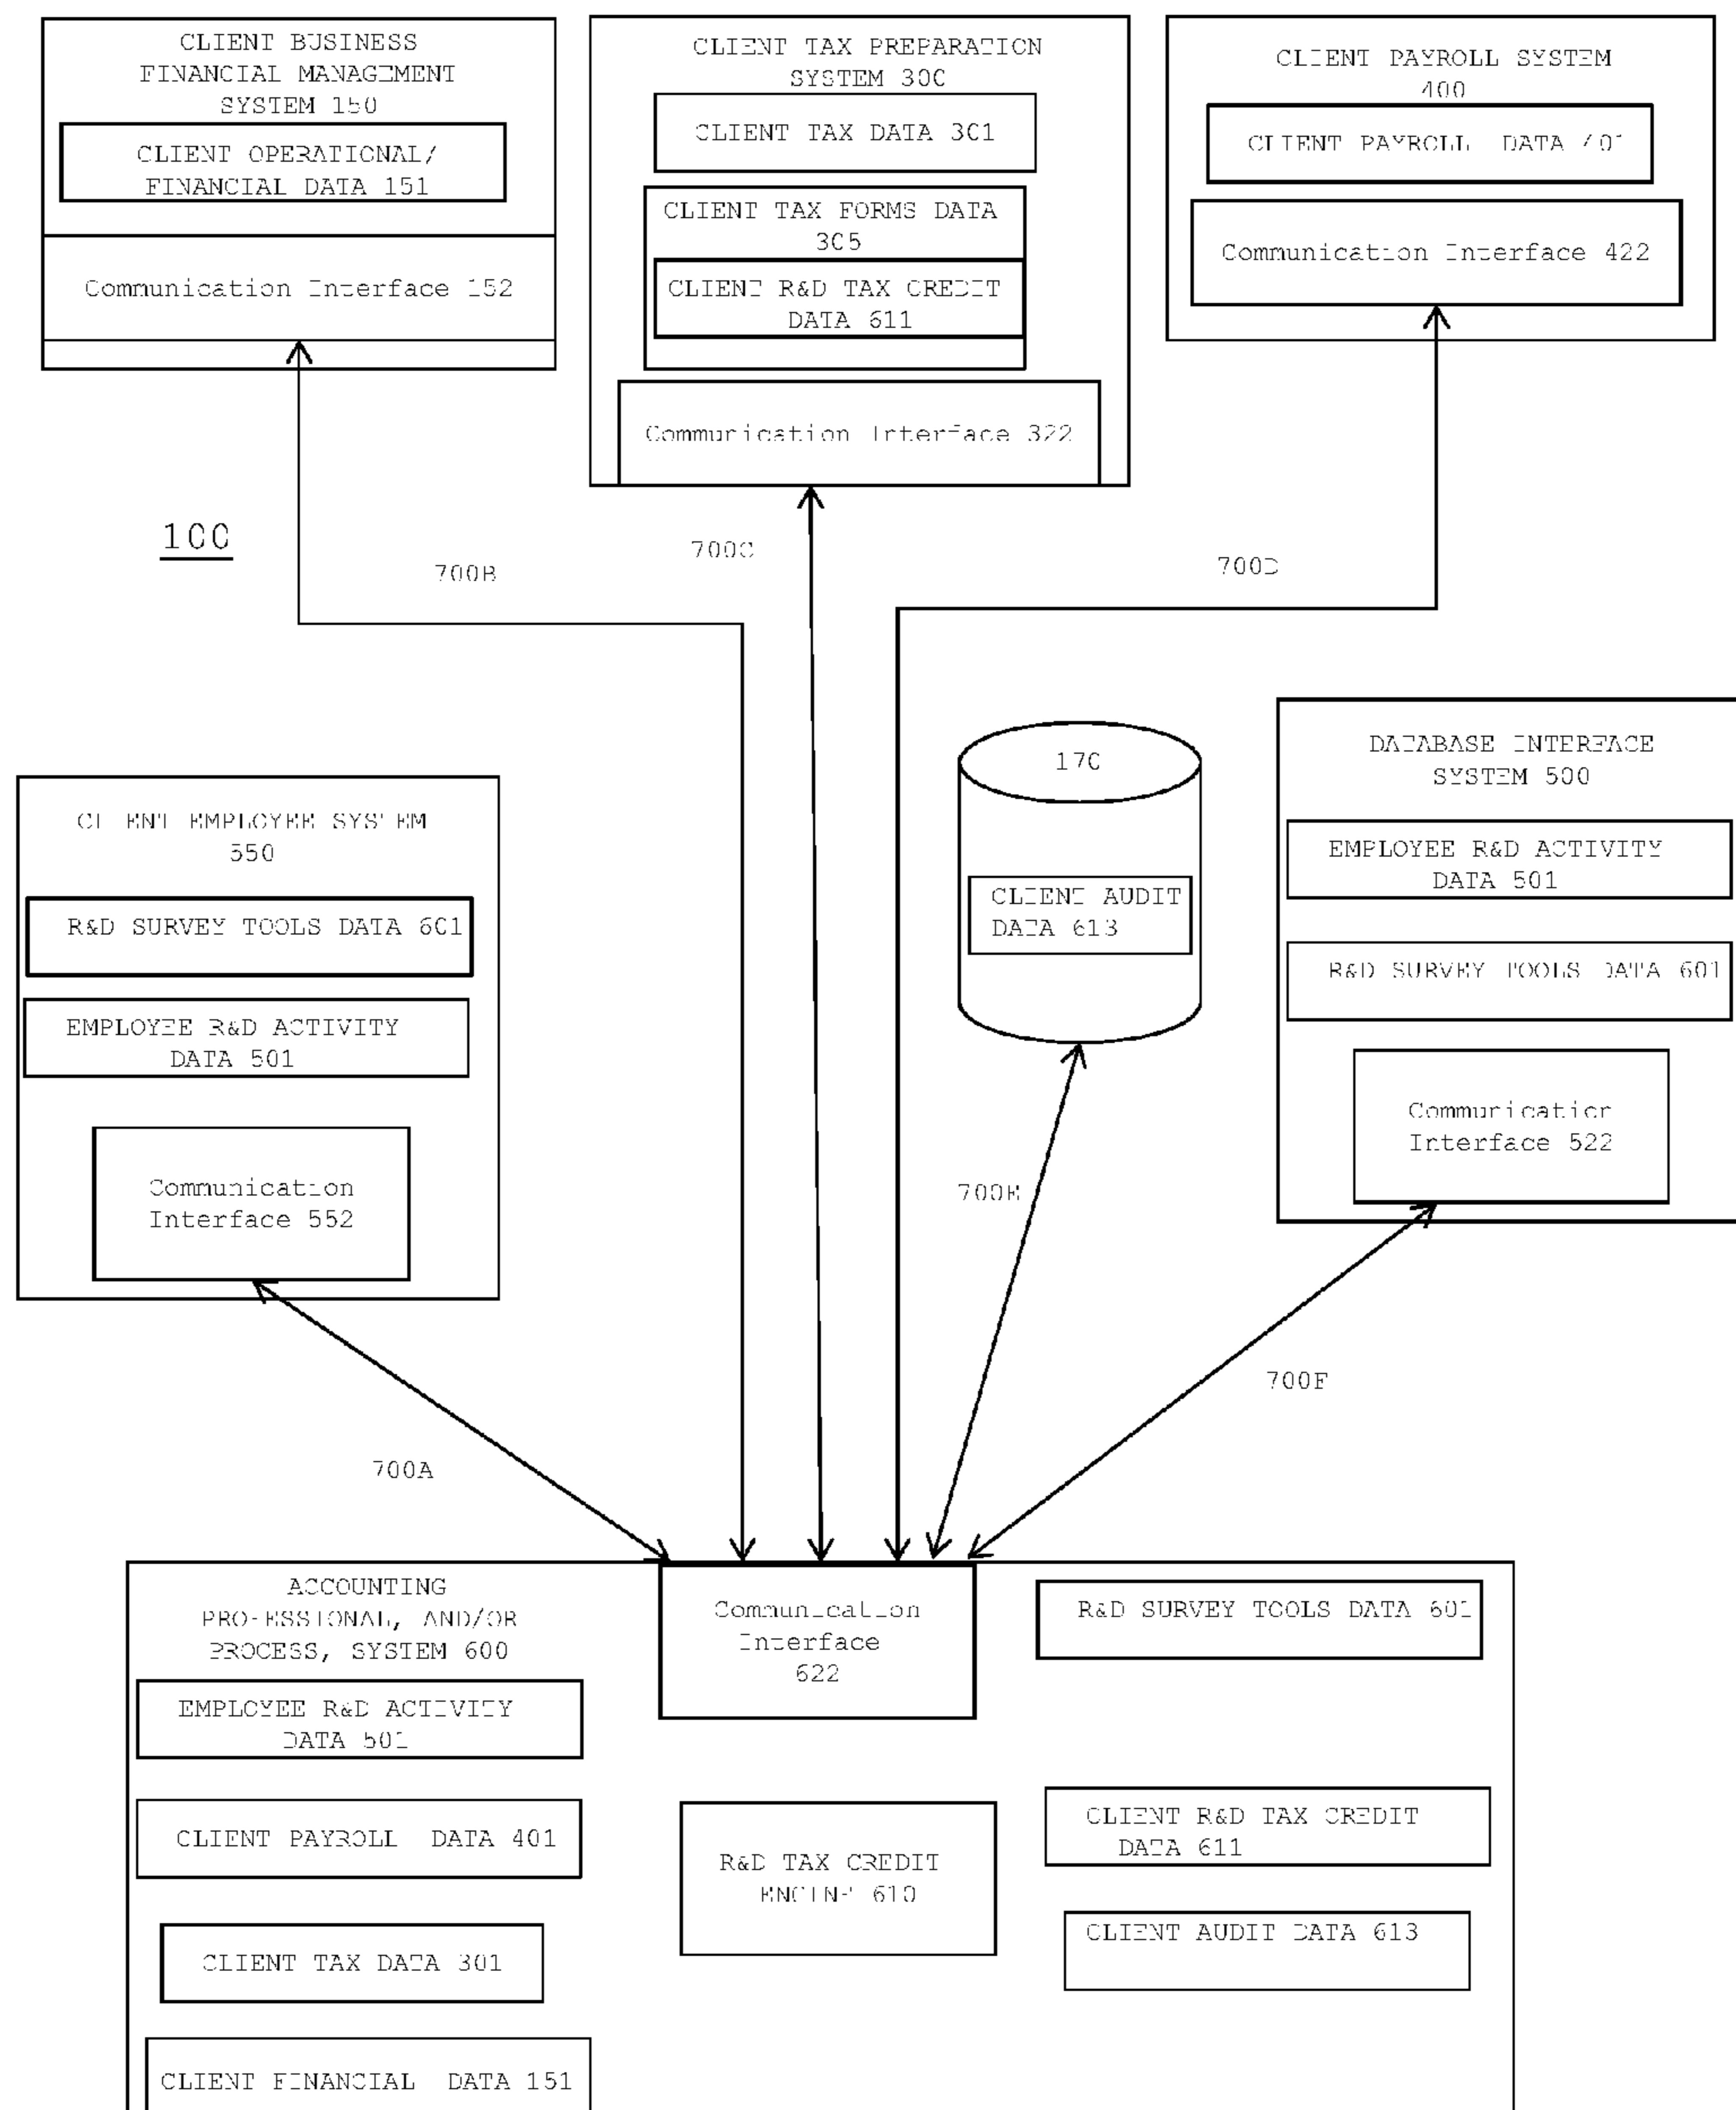 CLIENT BUSINESS
FINANCIAL MANAGEMENT
SYSTEM 150
CLIENT OPERATIONAL/
FINANCIAL DATA 151
Communication Interface 152
CLIENT TAX PREPARATION
SYSTEM 300
CLIENT TAX DATA 301
CLIENT TAX FORMS DATA
305
CLIENT R&D TAX CREDIT
DATA 611
Communication Interface 322
CLIENT PAYROLL SYSTEM
400
CLIENT PAYROLL DATA 401
Communication Interface 422
100
700B
700C
700D
CLIENT EMPLOYEE SYSTEM
550
R&D SURVEY TOOLS DATA 601
EMPLOYEE R&D ACTIVITY
DATA 501
Communication
Interface 552
170
CLIENT AUDIT
DATA 613
DATABASE INTERFACE
SYSTEM 500
EMPLOYEE R&D ACTIVITY
DATA 501
R&D SURVEY TOOLS DATA 601
Communication
Interface 522
700E
700F
700A
ACCOUNTING
PROFESSIONAL, AND/OR
PROCESS, SYSTEM 600
EMPLOYEE R&D ACTIVITY
DATA 501
CLIENT PAYROLL DATA 401
CLIENT TAX DATA 301
CLIENT FINANCIAL DATA 151
Communication
Interface
622
R&D TAX CREDIT
ENGINE 610
R&D SURVEY TOOLS DATA 601
CLIENT R&D TAX CREDIT
DATA 611
CLIENT AUDIT DATA 613